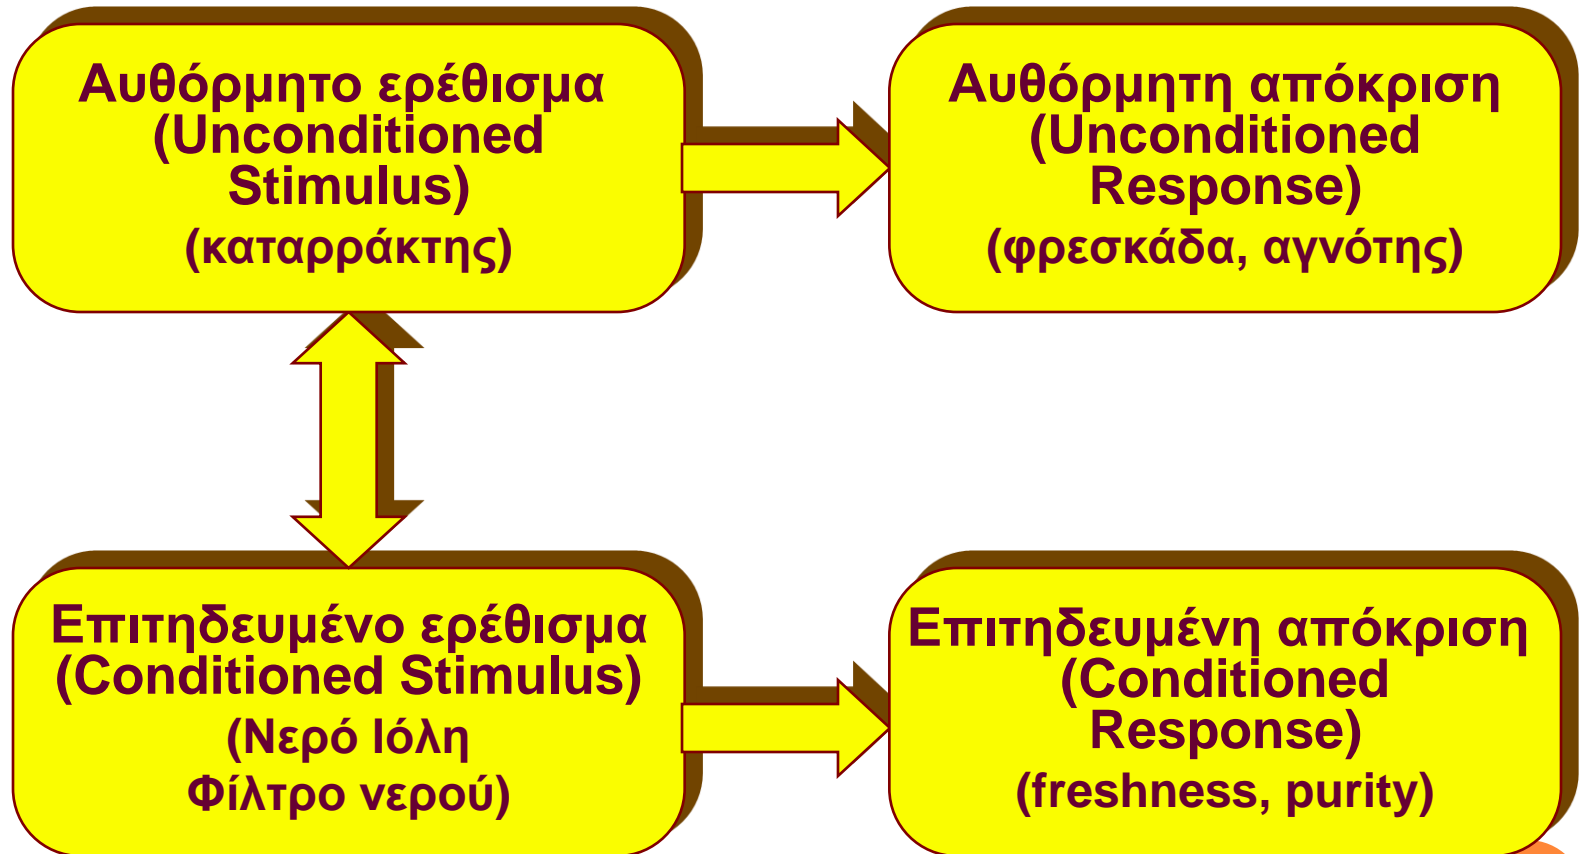 Αυθόρμητο ερέθισμα
(Unconditioned
Stimulus)
(καταρράκτης)
Αυθόρμητη απόκριση
(Unconditioned
Response)
(φρεσκάδα, αγνότης)
Επιτηδευμένο ερέθισμα
(Conditioned Stimulus)
(Νερό Ιόλη
Φίλτρο νερού)
Επιτηδευμένη απόκριση
(Conditioned
Response)
(freshness, purity)